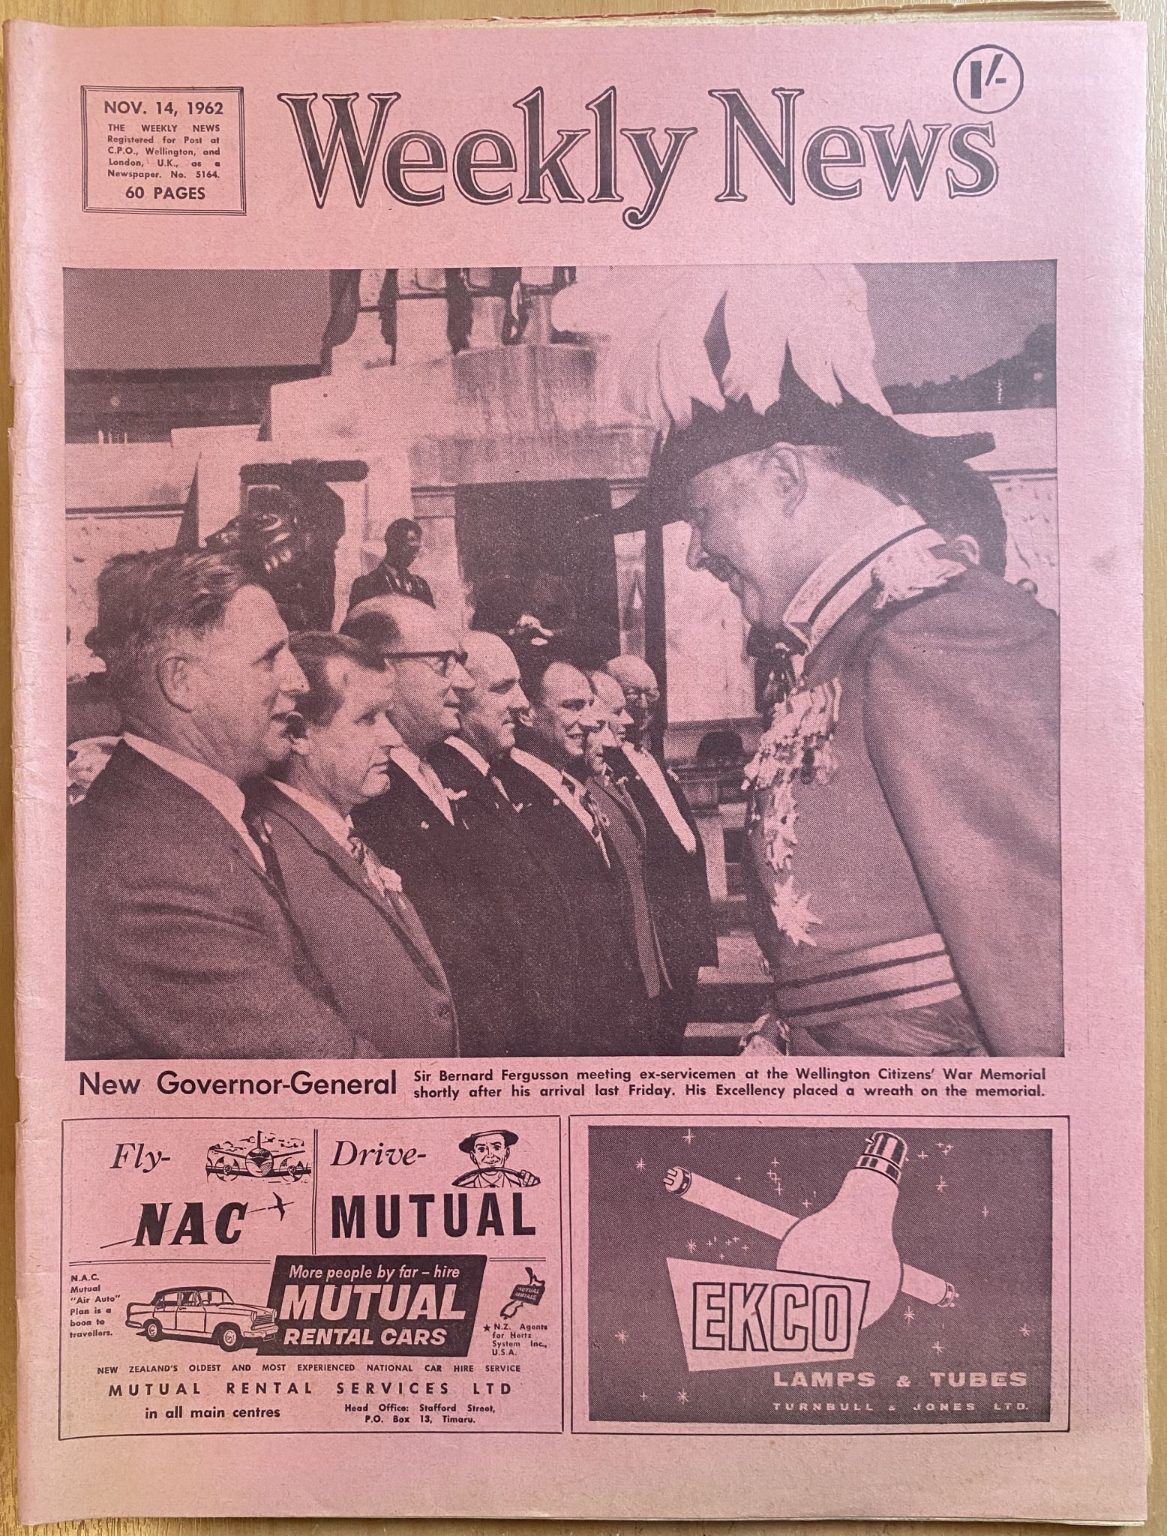 NOV. 14, 1962
THE WEEKLY NEWS
Registered for Post at
C.P.O., Wellington, and
London, U.K., as a
Newspaper. No. 5164.
60 PAGES
Weekly News
1/-
New Governor-General
Sir Bernard Fergusson meeting ex-servicemen at the Wellington Citizens' War Memorial
shortly after his arrival last Friday. His Excellency placed a wreath on the memorial.
Fly-
NAC
Drive-
MUTUAL
N.A.C.
Mutual
"Air Auto"
Plan is a
boon to
travellers.
More people by far – hire
MUTUAL
RENTAL CARS
MUTUAL
RENTALS
★ N.Z. Agents
for Hertz
System Inc.,
U.S.A.
NEW ZEALAND'S OLDEST AND MOST EXPERIENCED NATIONAL CAR HIRE SERVICE
MUTUAL RENTAL SERVICES LTD
in all main centres
Head Office: Stafford Street,
P.O. Box 13, Timaru.
EKCO
LAMPS & TUBES
TURNBULL & JONES LTD.